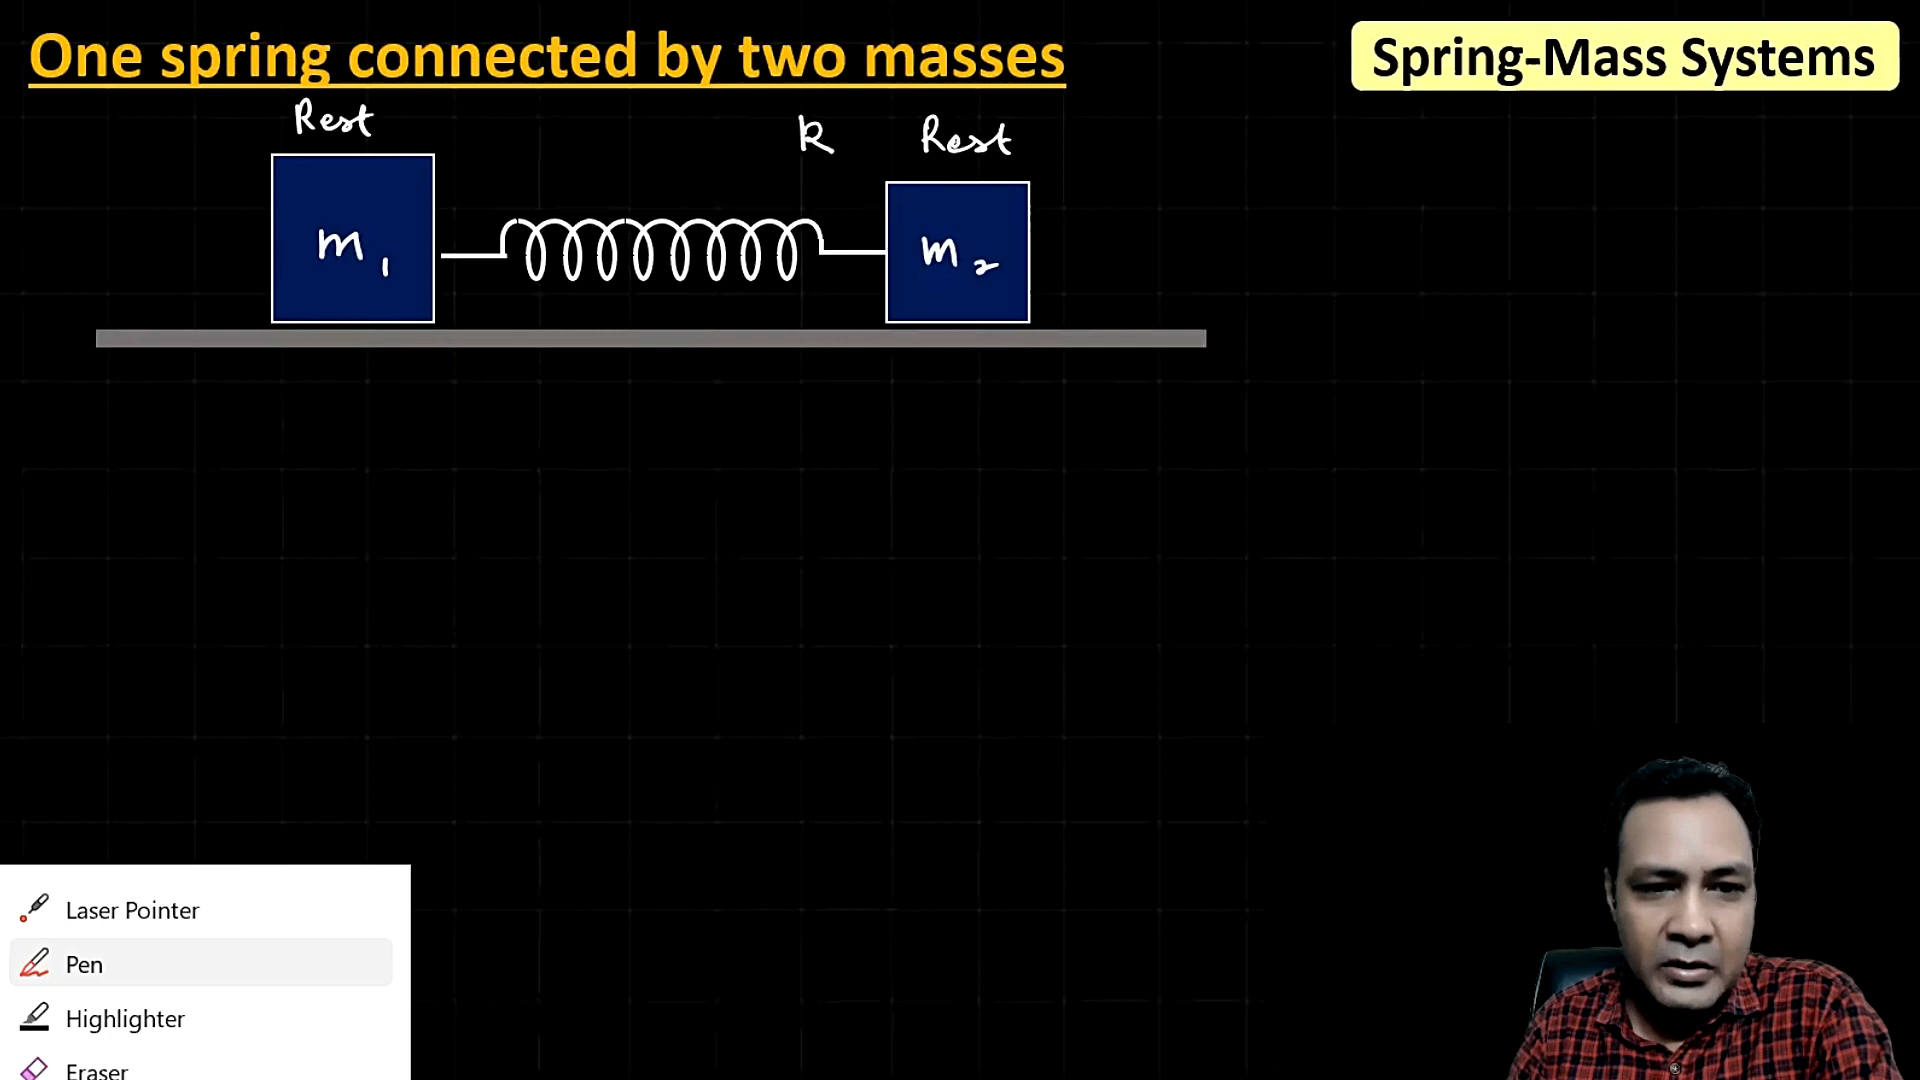 One spring connected by two masses
Spring-Mass Systems
Rest
k
Rest
m1
m2
Laser Pointer
Pen
Highlighter
Eraser